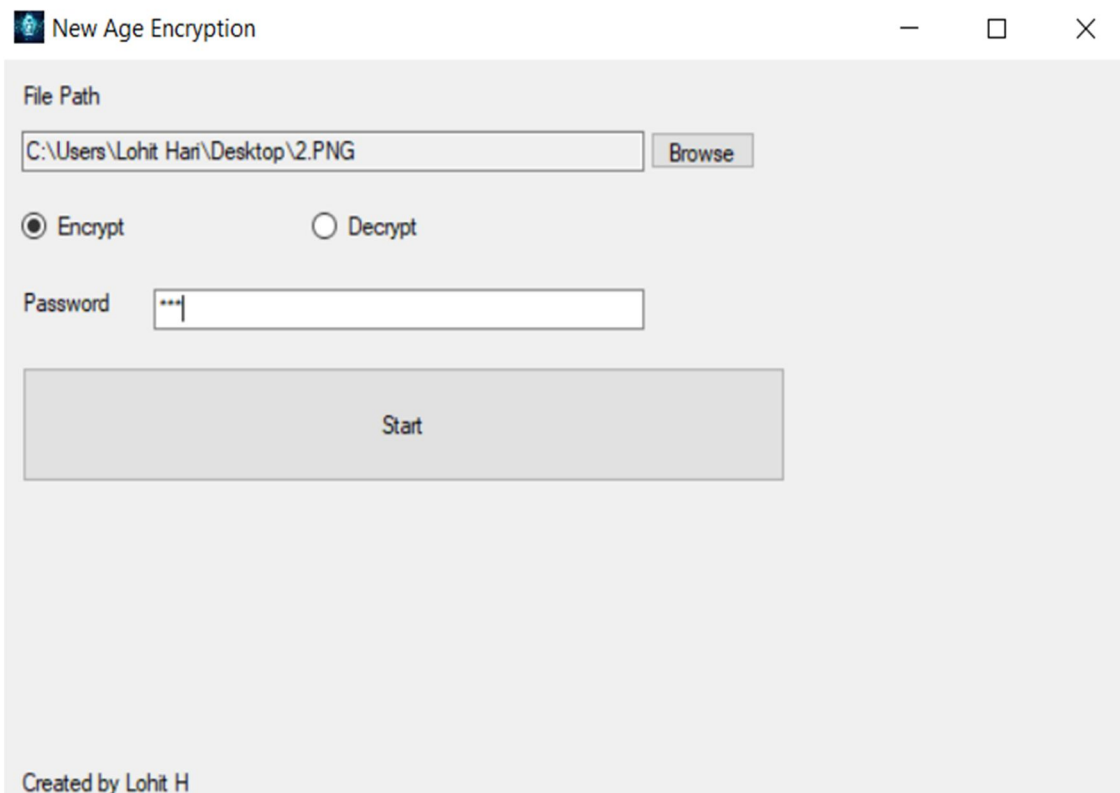 New Age Encryption
File Path
C:\Users\Lohit Hari\Desktop\2.PNG Browse
Encrypt Decrypt
Password ***
Start
Created by Lohit H